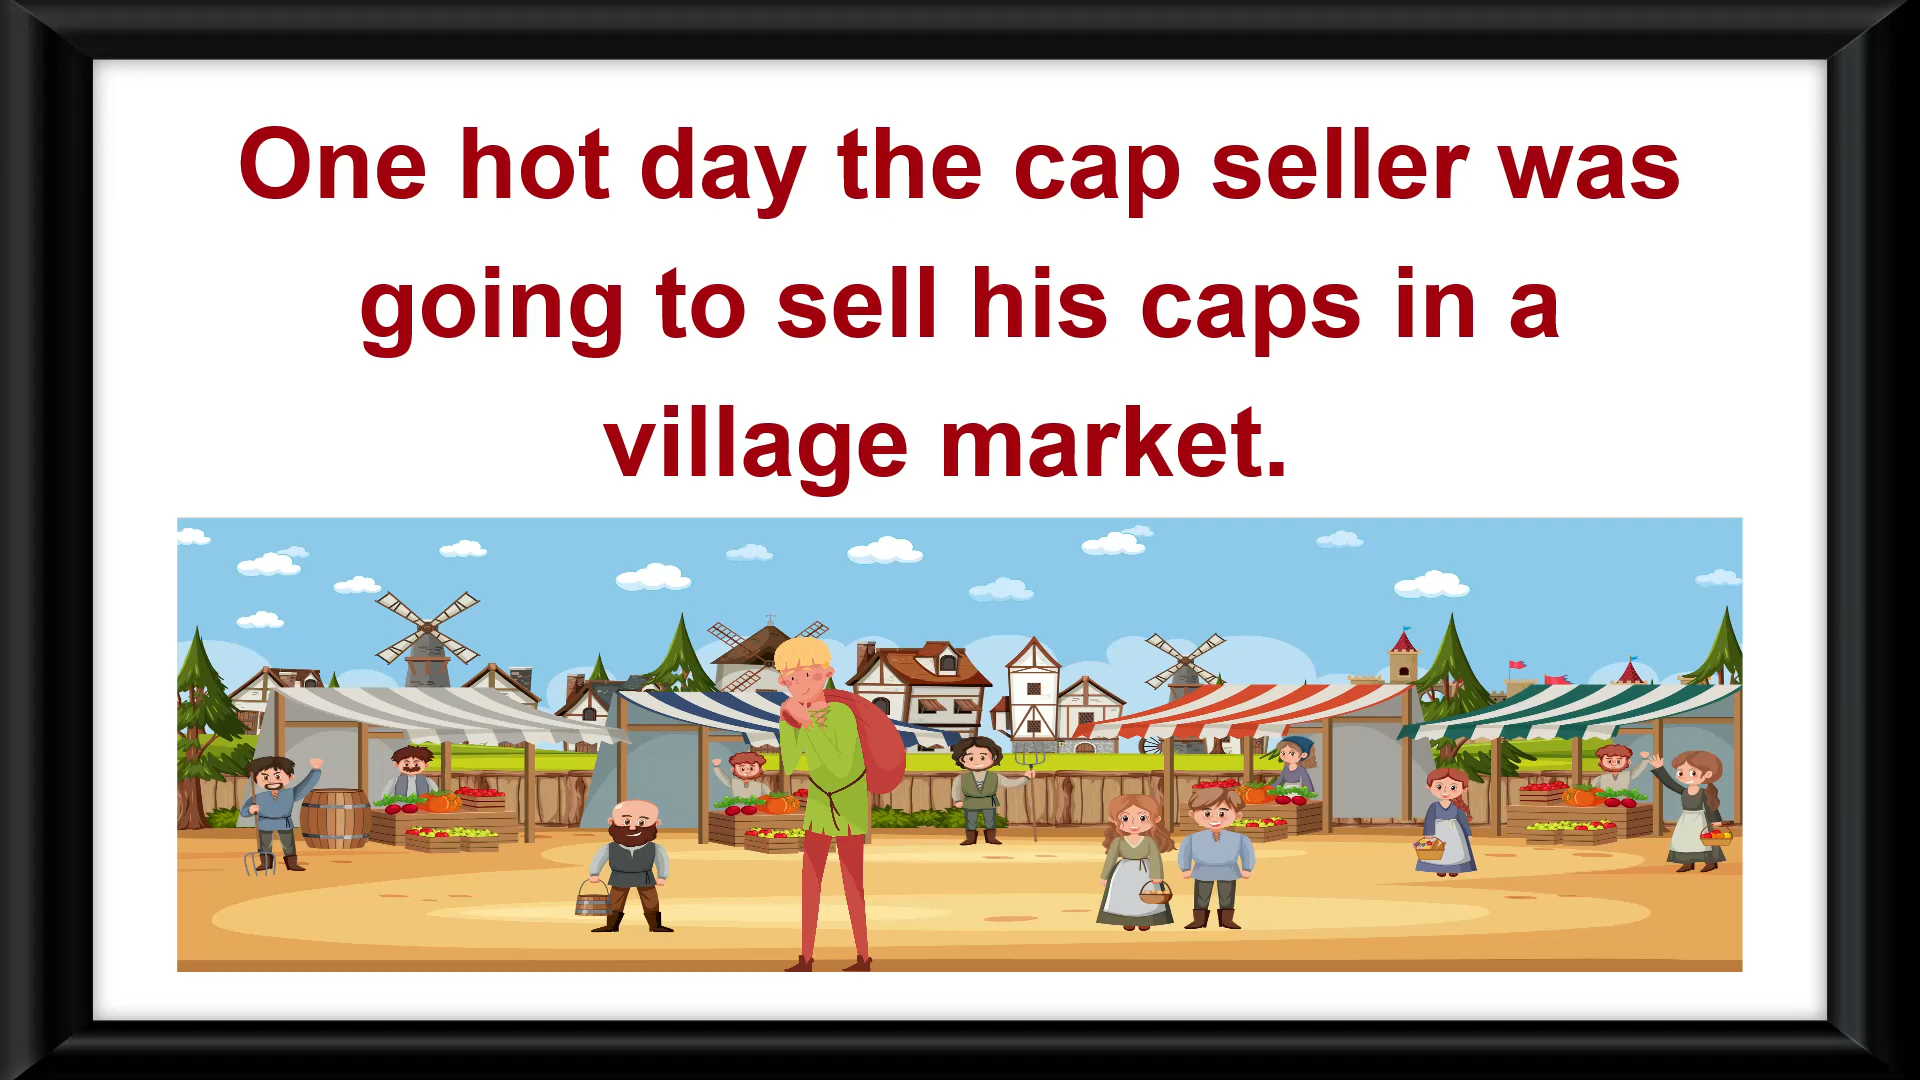 One hot day the cap seller was
going to sell his caps in a
village market.